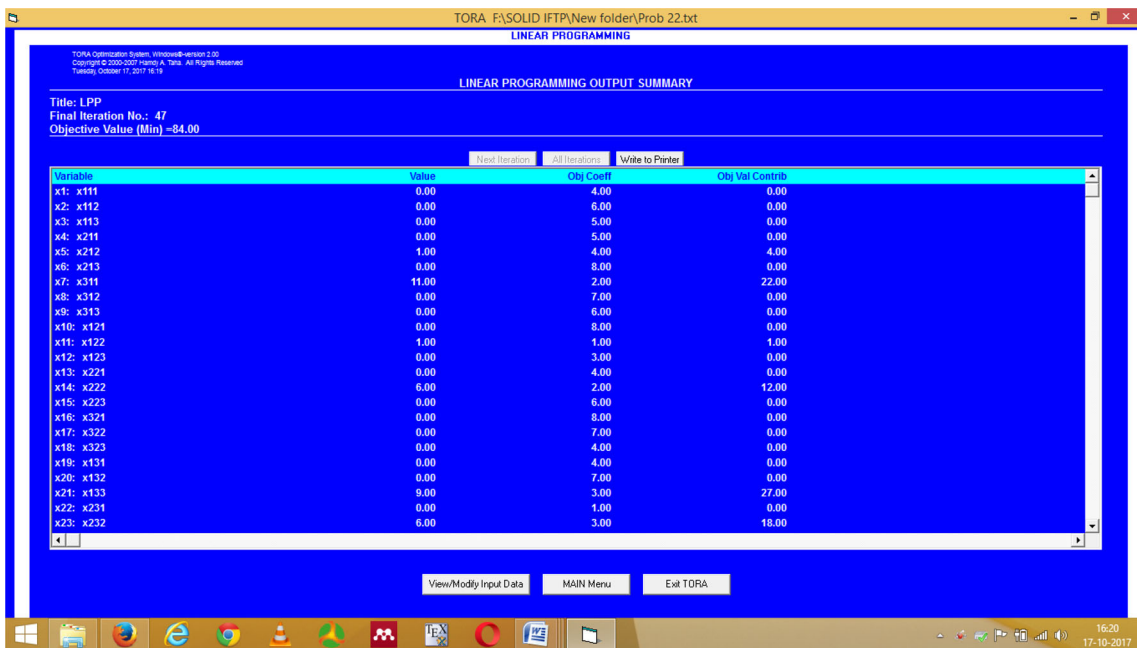 TORA F:\SOLID IFTP\New folder\Prob 22.txt
LINEAR PROGRAMMING
TORA Optimization System, Windows®-version 2.00
Copyright © 2000-2007 Hamdy A. Taha. All Rights Reserved
Tuesday, October 17, 2017 16:19
LINEAR PROGRAMMING OUTPUT SUMMARY
Title: LPP
Final Iteration No.: 47
Objective Value (Min) =84.00
Next Iteration All Iterations Write to Printer
Variable Value Obj Coeff Obj Val Contrib
x1: x111 0.00 4.00 0.00
x2: x112 0.00 6.00 0.00
x3: x113 0.00 5.00 0.00
x4: x211 0.00 5.00 0.00
x5: x212 1.00 4.00 4.00
x6: x213 0.00 8.00 0.00
x7: x311 11.00 2.00 22.00
x8: x312 0.00 7.00 0.00
x9: x313 0.00 6.00 0.00
x10: x121 0.00 8.00 0.00
x11: x122 1.00 1.00 1.00
x12: x123 0.00 3.00 0.00
x13: x221 0.00 4.00 0.00
x14: x222 6.00 2.00 12.00
x15: x223 0.00 6.00 0.00
x16: x321 0.00 8.00 0.00
x17: x322 0.00 7.00 0.00
x18: x323 0.00 4.00 0.00
x19: x131 0.00 4.00 0.00
x20: x132 0.00 7.00 0.00
x21: x133 9.00 3.00 27.00
x22: x231 0.00 1.00 0.00
x23: x232 6.00 3.00 18.00
View/Modify Input Data MAIN Menu Exit TORA
16:20
17-10-2017